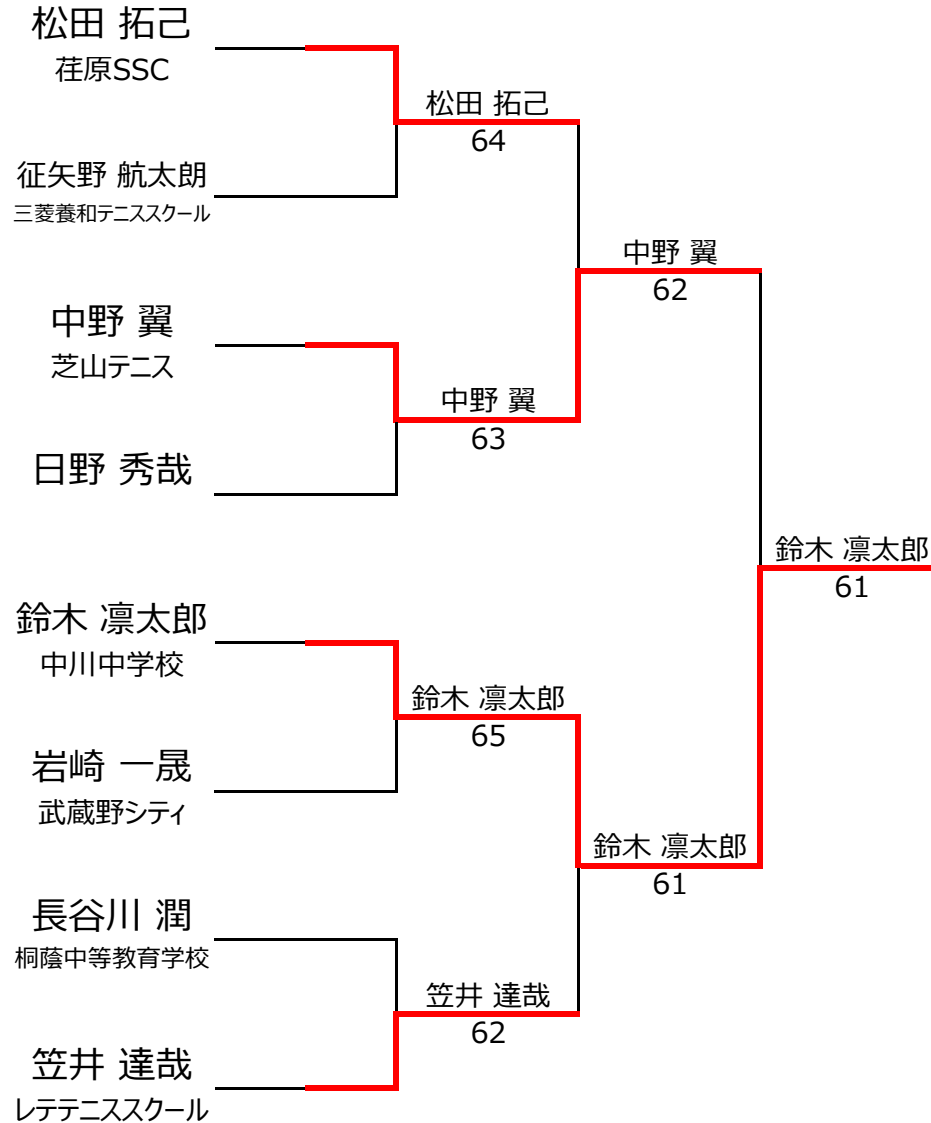 松田 拓己
荏原SSC
松田 拓己
64
征矢野 航太朗
三菱養和テニススクール
中野 翼
62
中野 翼
芝山テニス
中野 翼
63
日野 秀哉
鈴木 凛太郎
61
鈴木 凛太郎
中川中学校
鈴木 凛太郎
65
岩崎 一晟
武蔵野シティ
鈴木 凛太郎
61
長谷川 潤
桐蔭中等教育学校
笠井 達哉
62
笠井 達哉
レテテニススクール